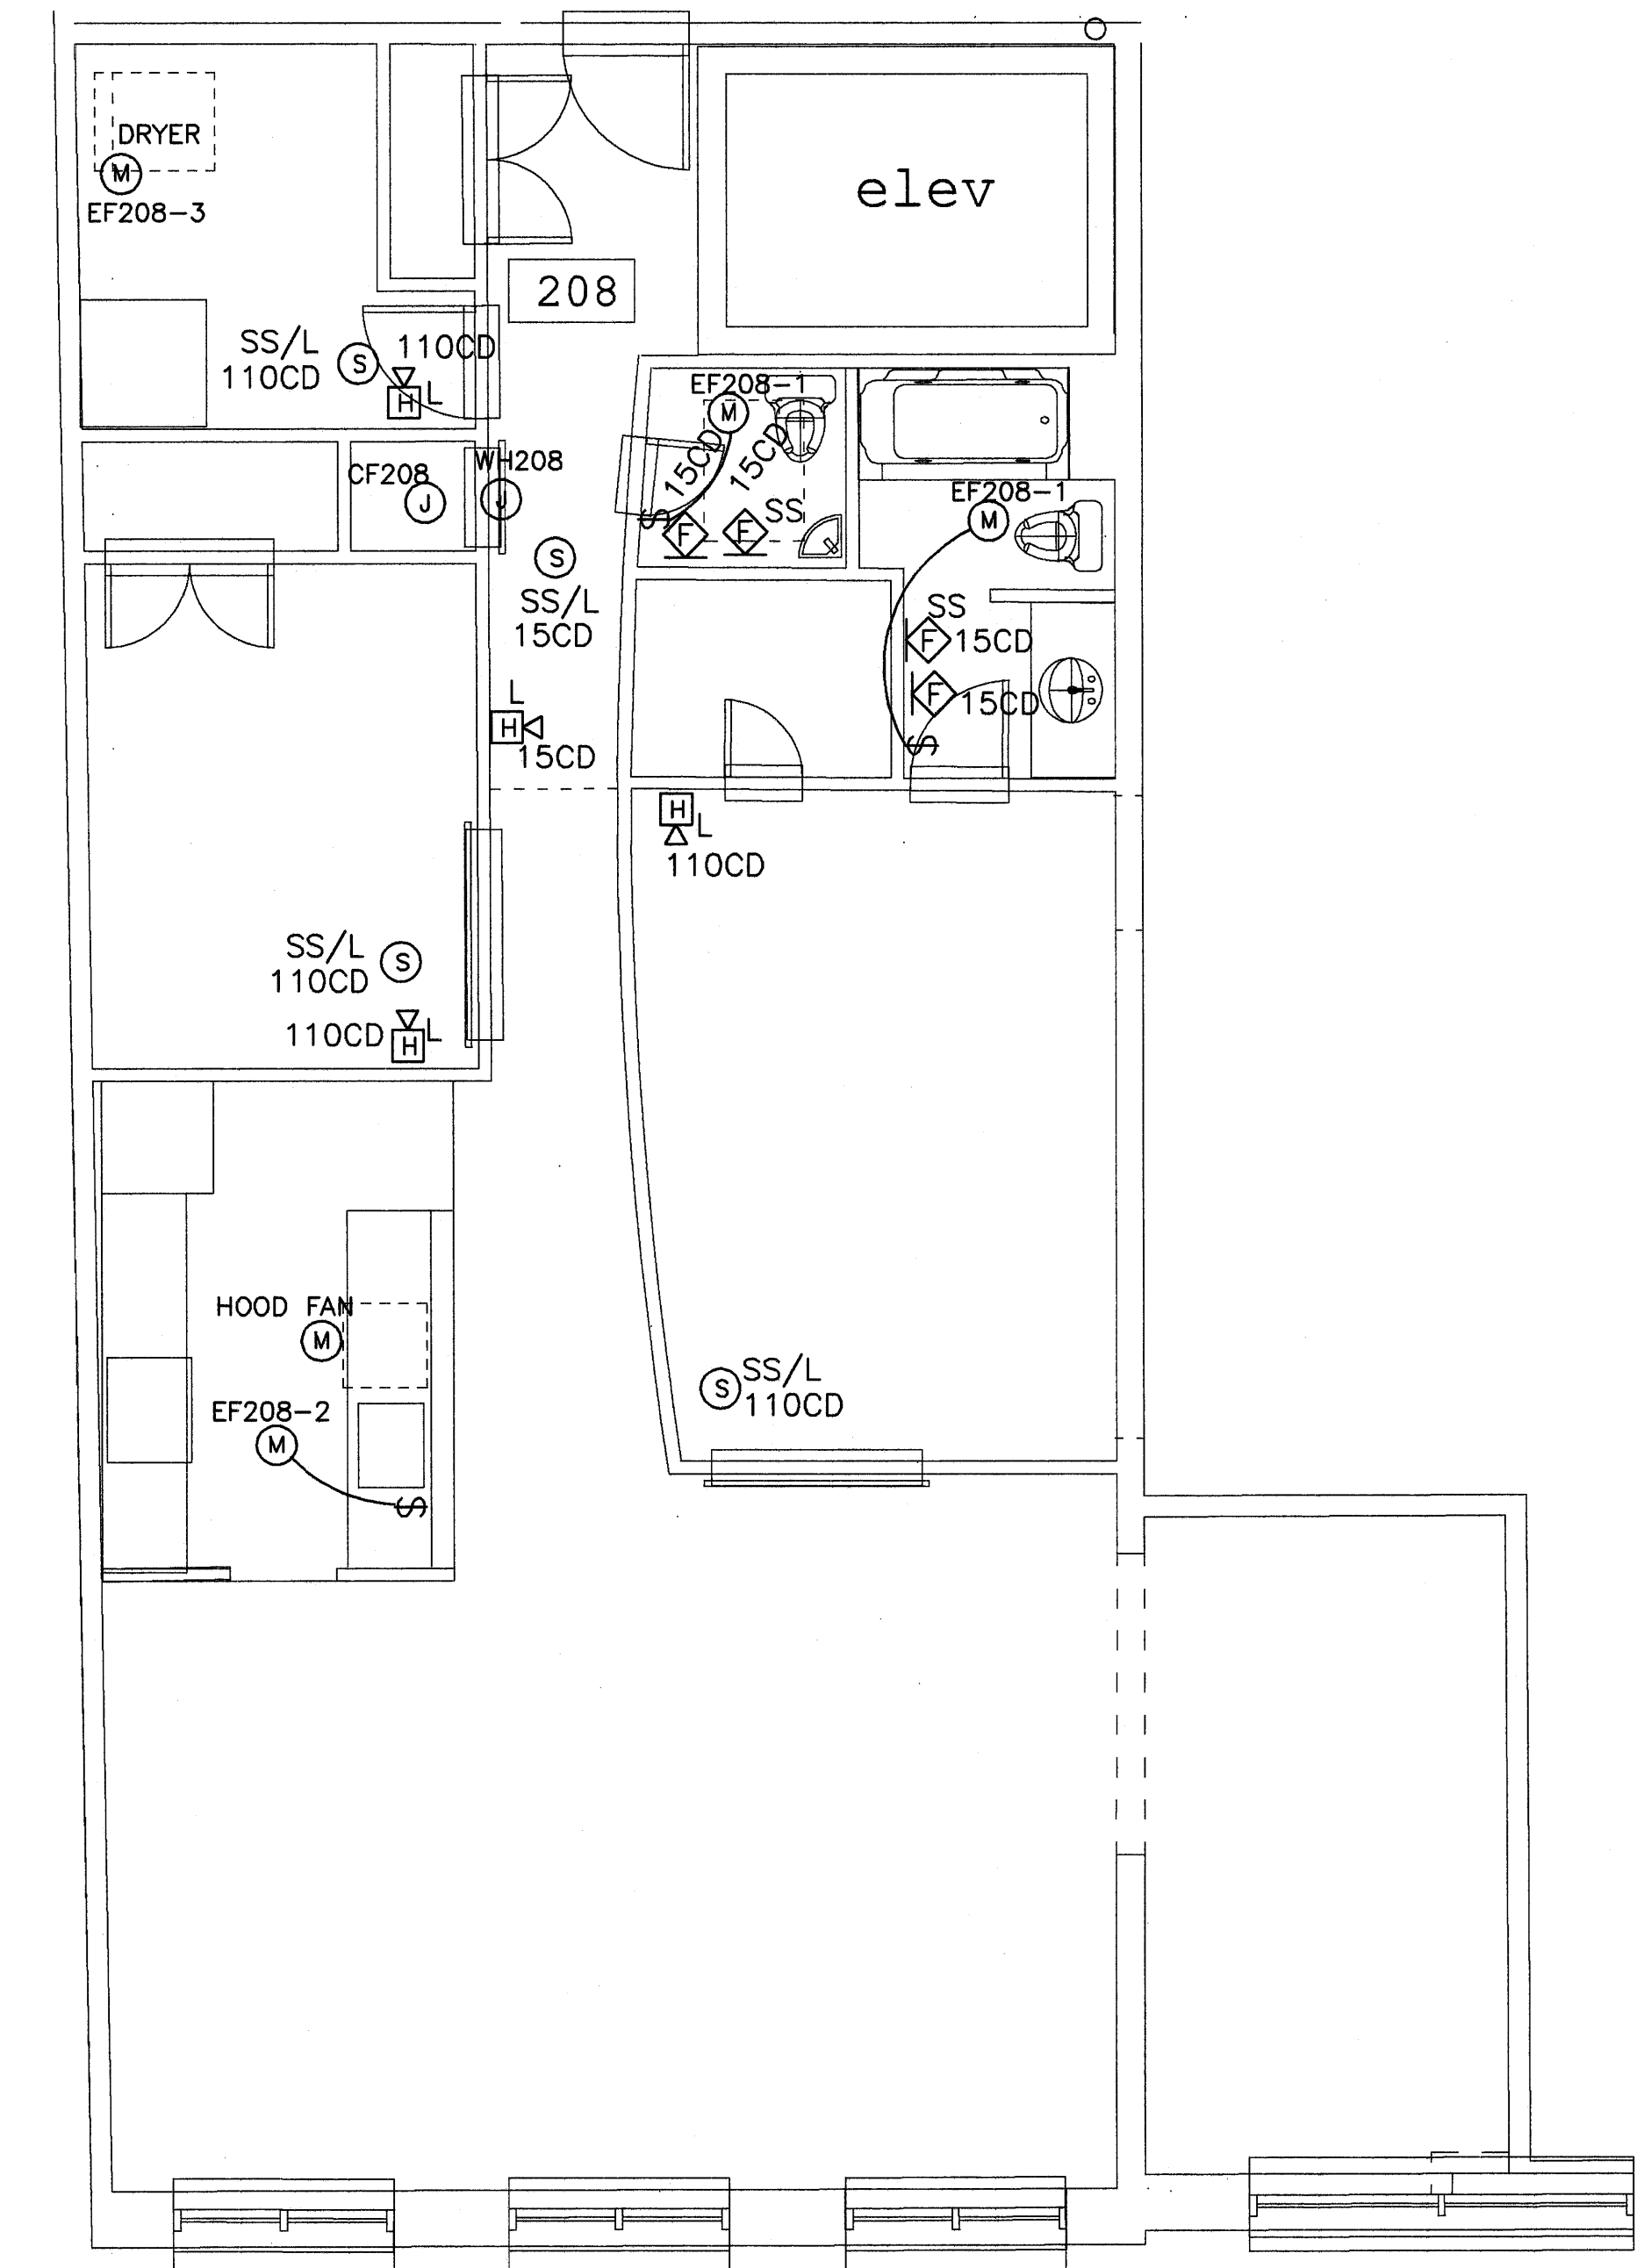 DRYER
M
EF208-3
elev
208
SS/L
110CD
S
110CD
H
L
EF208-1
M
15CD
15CD
$
F
F
SS
CF208
J
WH208
J
S
SS/L
15CD
EF208-1
M
SS
F
15CD
F
15CD
$
L
H
15CD
H
L
110CD
SS/L
110CD
S
110CD
L
H
HOOD FAN
M
EF208-2
M
$
S
SS/L
110CD